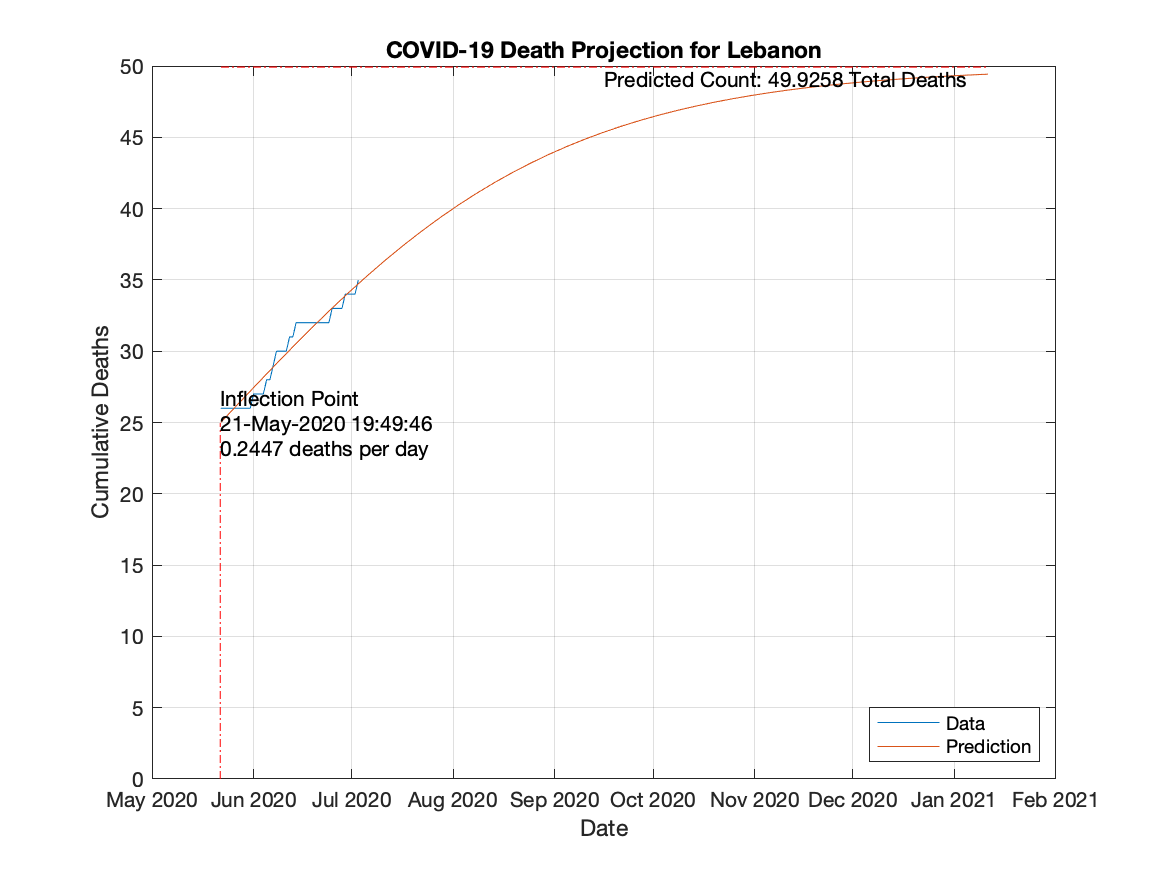 COVID-19 Death Projection for Lebanon
50
Predicted Count: 49.9258 Total Deaths
45
40
35
30
Inflection Point
25
21-May-2020 19:49:46
0.2447 deaths per day
20
15
10
5
0
Cumulative Deaths
Data
Prediction
May 2020 Jun 2020 Jul 2020 Aug 2020 Sep 2020 Oct 2020 Nov 2020 Dec 2020 Jan 2021 Feb 2021
Date